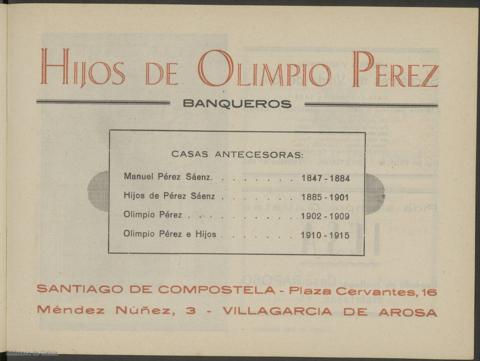 HIJOS DE OLIMPIO PEREZ
BANQUEROS
CASAS ANTECESORAS:
Manuel Pérez Sáenz. . . . . . . . 1847-1884
Hijos de Pérez Sáenz . . . . . . . 1885-1901
Olimpio Pérez . . . . . . . . . . 1902-1909
Olimpio Pérez e Hijos . . . . . . . 1910-1915
SANTIAGO DE COMPOSTELA - Plaza Cervantes, 16
Méndez Núñez, 3 - VILLAGARCIA DE AROSA